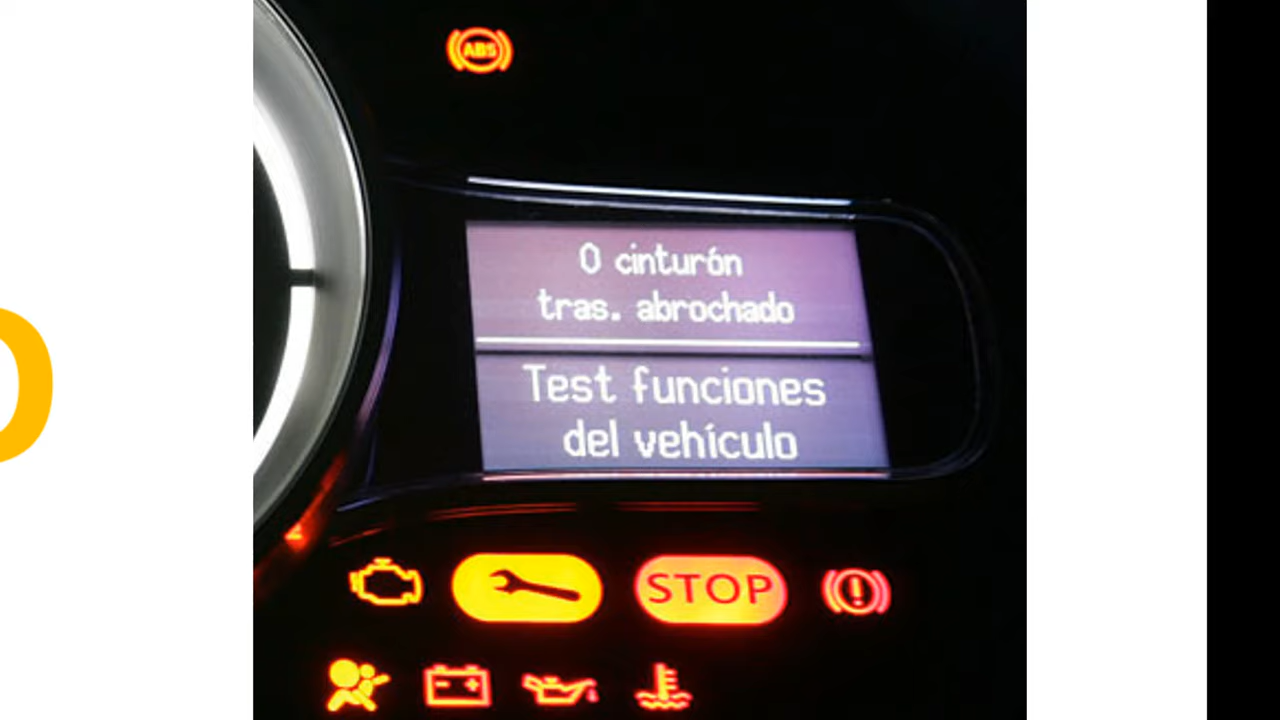 ABS
0 cinturón
tras. abrochado
Test funciones
del vehículo
STOP